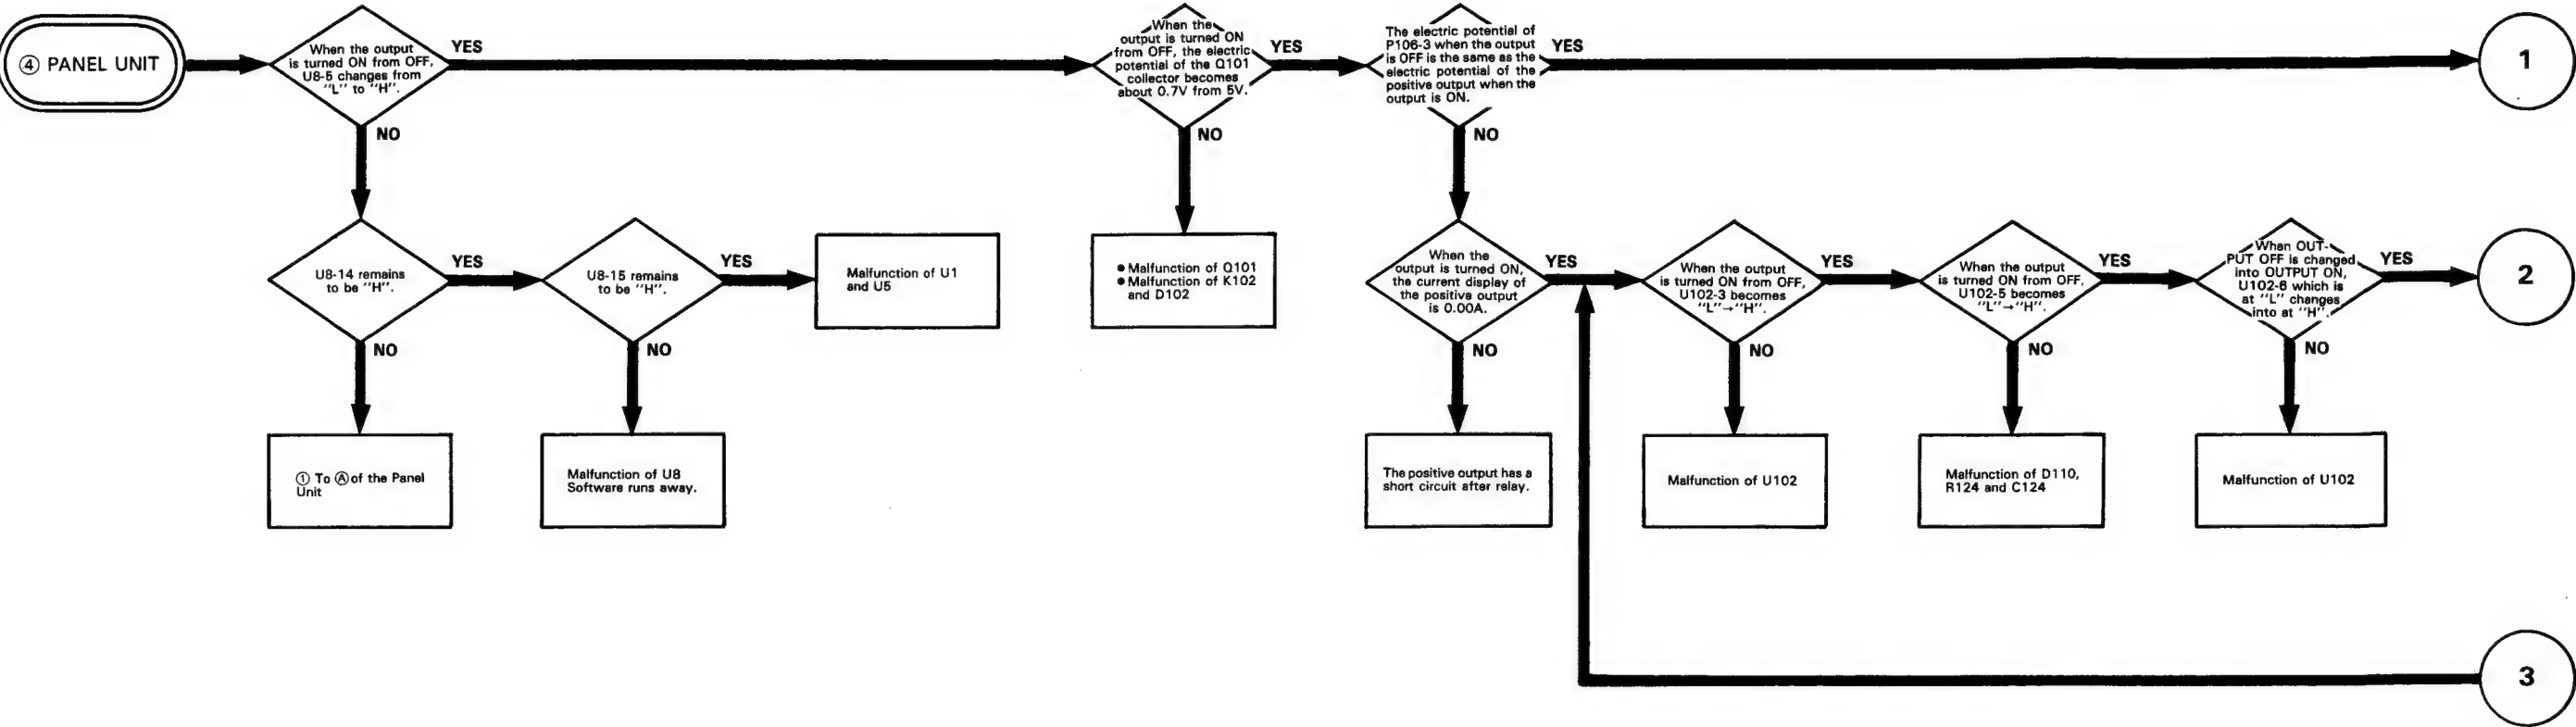 ④ PANEL UNIT
When the output
is turned ON from OFF,
U8-5 changes from
"L" to "H".
YES
NO
When the
output is turned ON
from OFF, the electric
potential of the Q101
collector becomes
about 0.7V from 5V.
YES
NO
The electric potential of
P106-3 when the output
is OFF is the same as the
electric potential of the
positive output when the
output is ON.
YES
NO
1
U8-14 remains
to be "H".
YES
NO
U8-15 remains
to be "H".
YES
NO
Malfunction of U1
and U5
● Malfunction of Q101
● Malfunction of K102
and D102
When the
output is turned ON,
the current display of
the positive output
is 0.00A.
YES
NO
When the output
is turned ON from OFF,
U102-3 becomes
"L"→"H".
YES
NO
When the output
is turned ON from OFF,
U102-5 becomes
"L"→"H".
YES
NO
When OUT-
PUT OFF is changed
into OUTPUT ON,
U102-6 which is
at "L" changes
into at "H".
YES
NO
2
① To Ⓐ of the Panel
Unit
Malfunction of U8
Software runs away.
The positive output has a
short circuit after relay.
Malfunction of U102
Malfunction of D110,
R124 and C124
Malfunction of U102
3